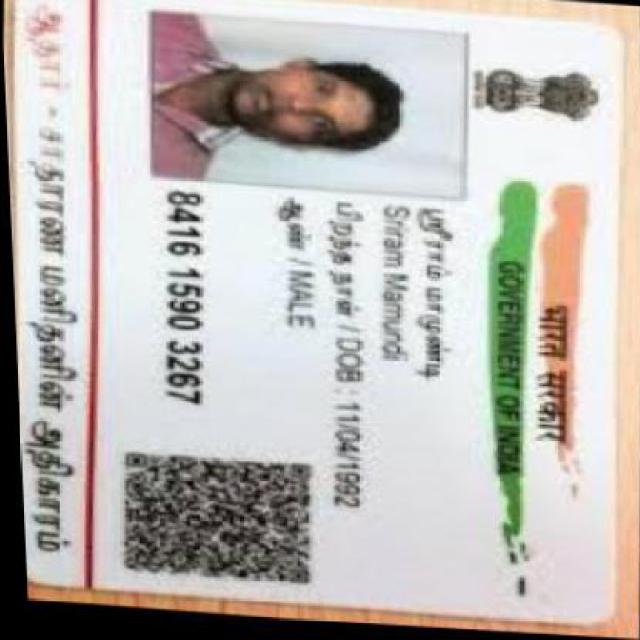 भारत सरकार
GOVERNMENT OF INDIA
ஸ்ரீராம் மாமுண்டி
Sriram Mamundi
பிறந்த நாள் / DOB : 11/04/1992
ஆண் / MALE
8416 1590 3267
ஆதார் - சாதாரண மனிதனின் அதிகாரம்